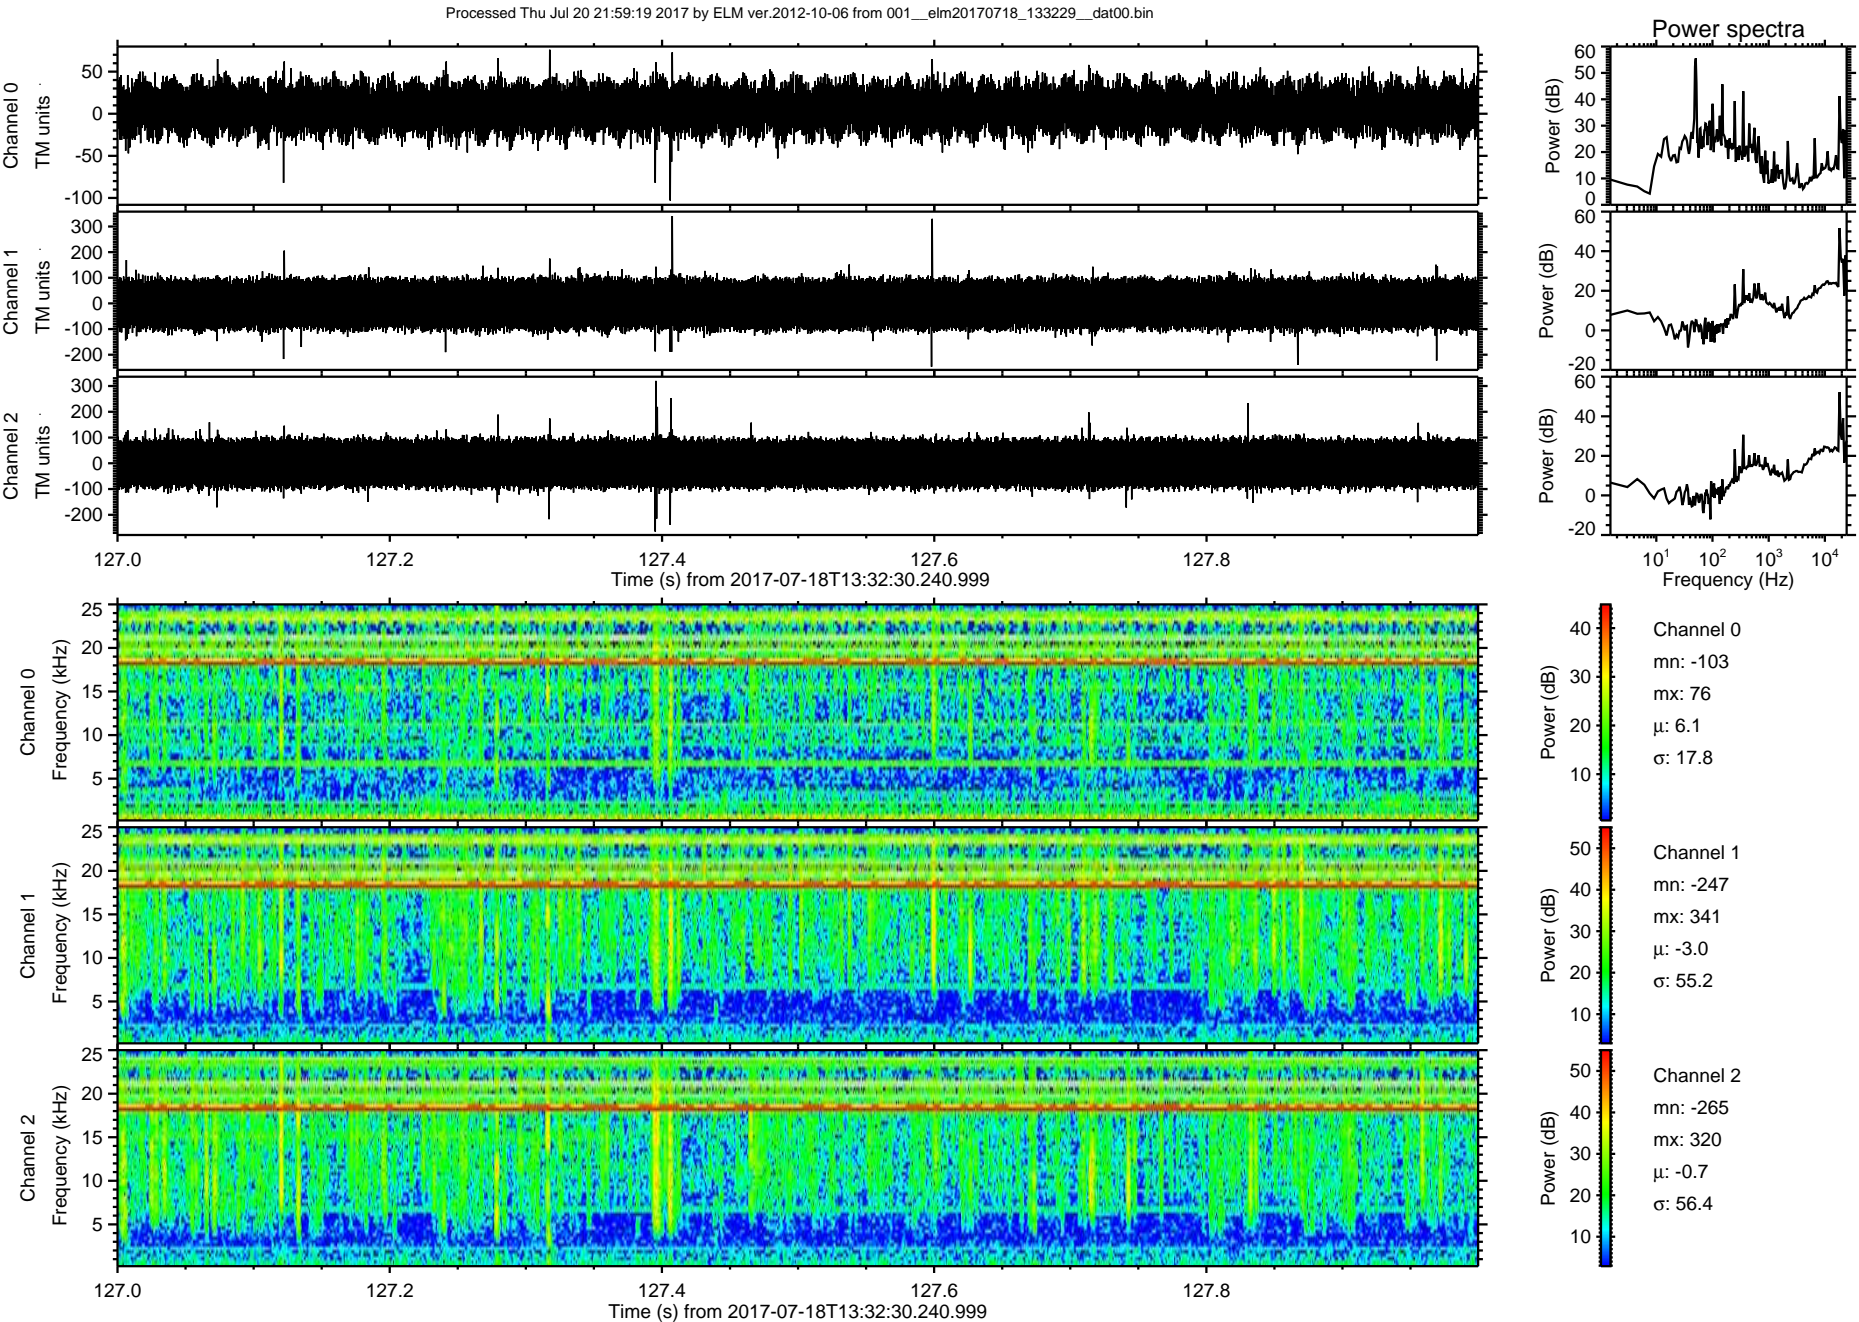 Processed Thu Jul 20 21:59:19 2017 by ELM ver.2012-10-06 from 001__elm20170718_133229__dat00.bin
Power spectra
Channel 0
TM units
50
0
-50
-100
Power (dB)
60
50
40
30
20
10
0
Channel 1
TM units
300
200
100
0
-100
-200
Power (dB)
60
40
20
0
-20
Channel 2
TM units
300
200
100
0
-100
-200
Power (dB)
60
40
20
0
-20
127.0 127.2 127.4 127.6 127.8
Time (s) from 2017-07-18T13:32:30.240.999
10¹ 10² 10³ 10⁴
Frequency (Hz)
Channel 0
Frequency (kHz)
25
20
15
10
5
Power (dB)
40
30
20
10
Channel 0
mn: -103
mx: 76
μ: 6.1
σ: 17.8
Channel 1
Frequency (kHz)
25
20
15
10
5
Power (dB)
50
40
30
20
10
Channel 1
mn: -247
mx: 341
μ: -3.0
σ: 55.2
Channel 2
Frequency (kHz)
25
20
15
10
5
Power (dB)
50
40
30
20
10
Channel 2
mn: -265
mx: 320
μ: -0.7
σ: 56.4
127.0 127.2 127.4 127.6 127.8
Time (s) from 2017-07-18T13:32:30.240.999